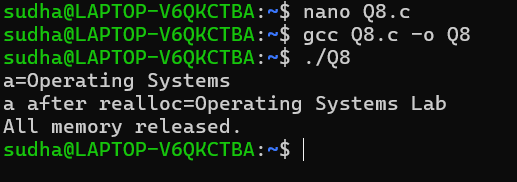 sudha@LAPTOP-V6QKCTBA:~$ nano Q8.c
sudha@LAPTOP-V6QKCTBA:~$ gcc Q8.c -o Q8
sudha@LAPTOP-V6QKCTBA:~$ ./Q8
a=Operating Systems
a after realloc=Operating Systems Lab
All memory released.
sudha@LAPTOP-V6QKCTBA:~$